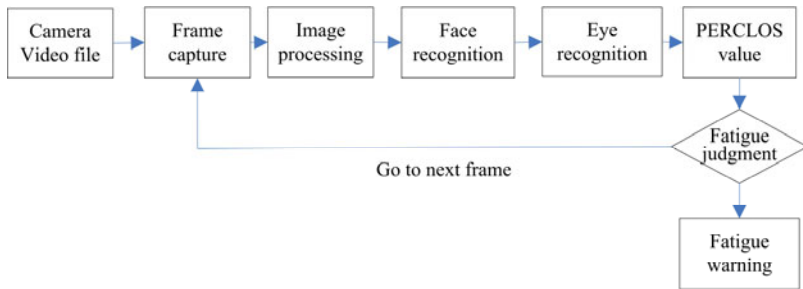 Camera
Video file
Frame
capture
Image
processing
Face
recognition
Eye
recognition
PERCLOS
value
Fatigue
judgment
Go to next frame
Fatigue
warning